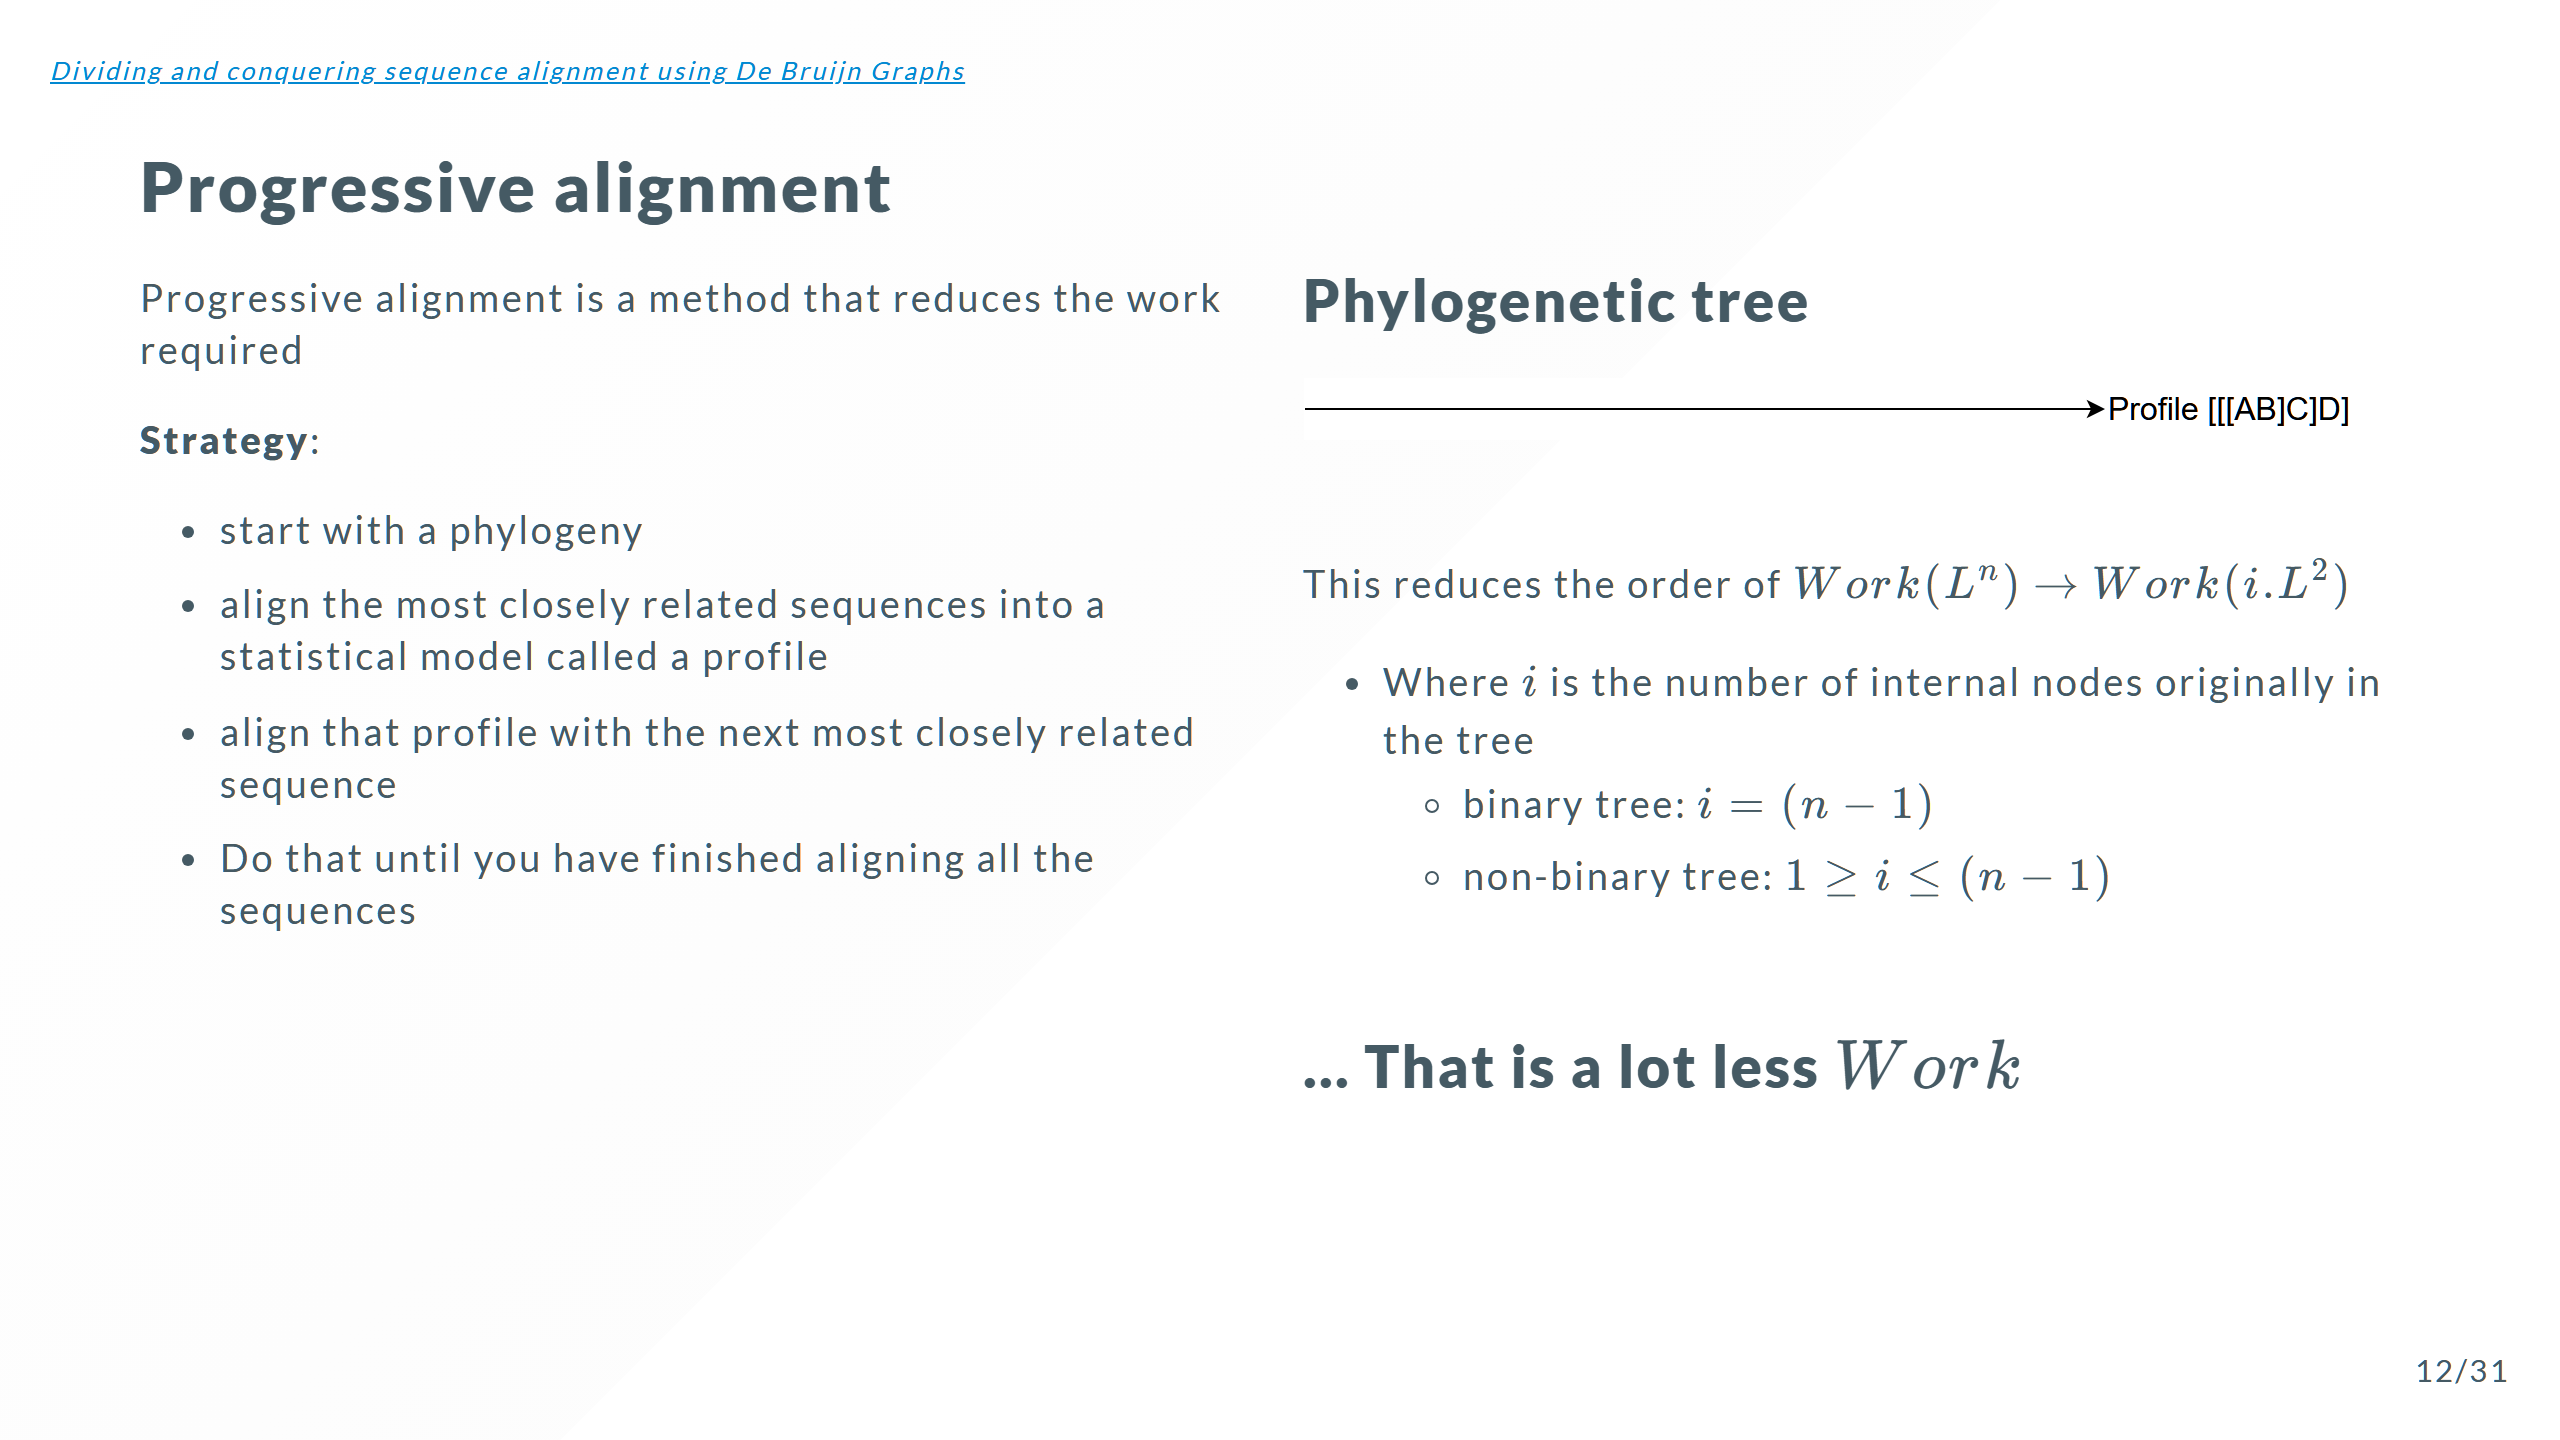 Dividing and conquering sequence alignment using De Bruijn Graphs
Progressive alignment
Progressive alignment is a method that reduces the work
required
Strategy:
• start with a phylogeny
• align the most closely related sequences into a
statistical model called a profile
• align that profile with the next most closely related
sequence
• Do that until you have finished aligning all the
sequences
Phylogenetic tree
Profile [[[AB]C]D]
This reduces the order of Work(Lⁿ) → Work(i.L²)
• Where i is the number of internal nodes originally in
the tree
◦ binary tree: i = (n − 1)
◦ non-binary tree: 1 ≥ i ≤ (n − 1)
... That is a lot less Work
12/31